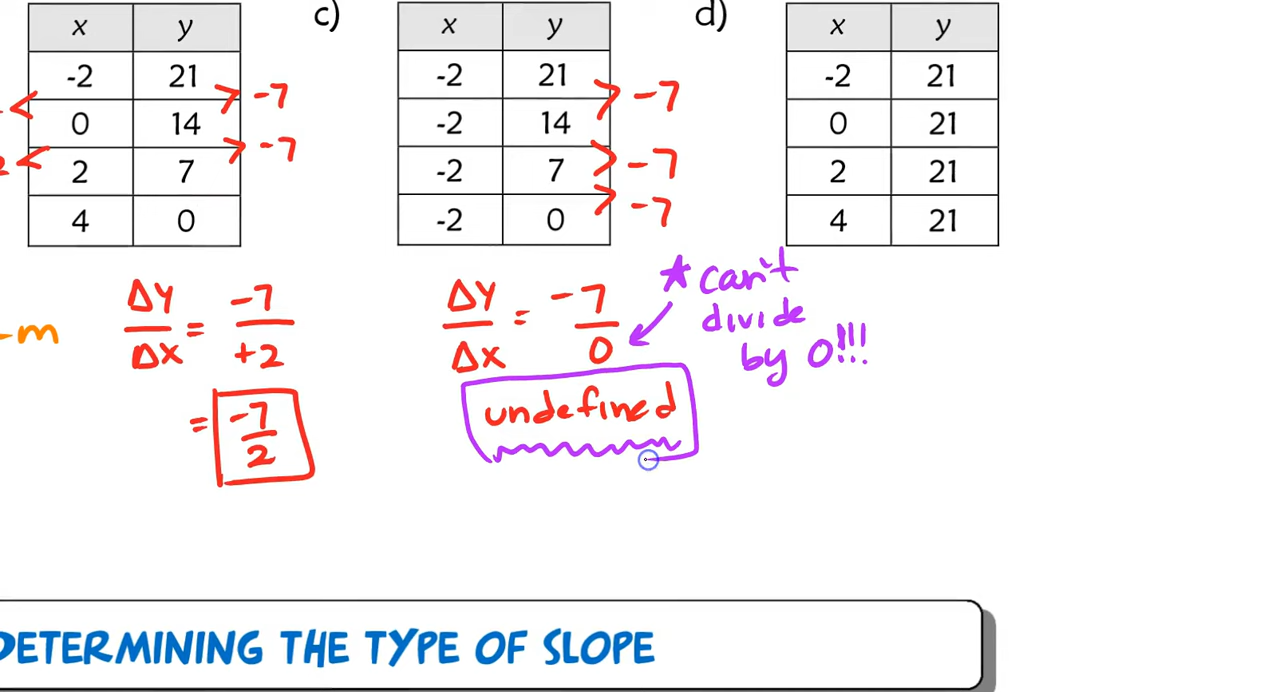 c)
d)
x y
-2 21
0 14
2 7
4 0
-7
-7
x y
-2 21
-2 14
-2 7
-2 0
-7
-7
-7
x y
-2 21
0 21
2 21
4 21
-m
ΔY/ΔX = -7/+2
= -7/2
ΔY/ΔX = -7/0
undefined
★ can't
divide
by 0!!!
DETERMINING THE TYPE OF SLOPE